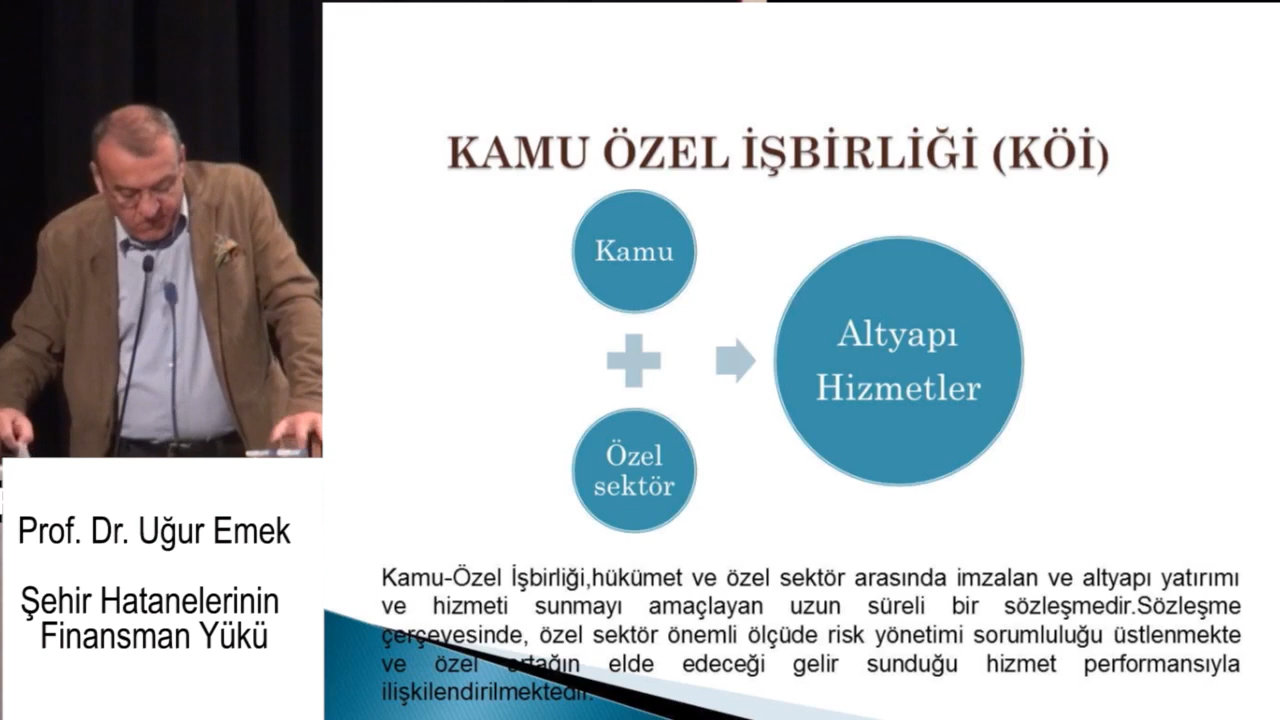 KAMU ÖZEL İŞBİRLİĞİ (KÖİ)
Kamu
Özel
sektör
Altyapı
Hizmetler
Kamu-Özel İşbirliği,hükümet ve özel sektör arasında imzalan ve altyapı yatırımı
ve hizmeti sunmayı amaçlayan uzun süreli bir sözleşmedir.Sözleşme
çerçevesinde, özel sektör önemli ölçüde risk yönetimi sorumluluğu üstlenmekte
ve özel ortağın elde edeceği gelir sunduğu hizmet performansıyla
ilişkilendirilmektedir.
Prof. Dr. Uğur Emek
Şehir Hatanelerinin
Finansman Yükü